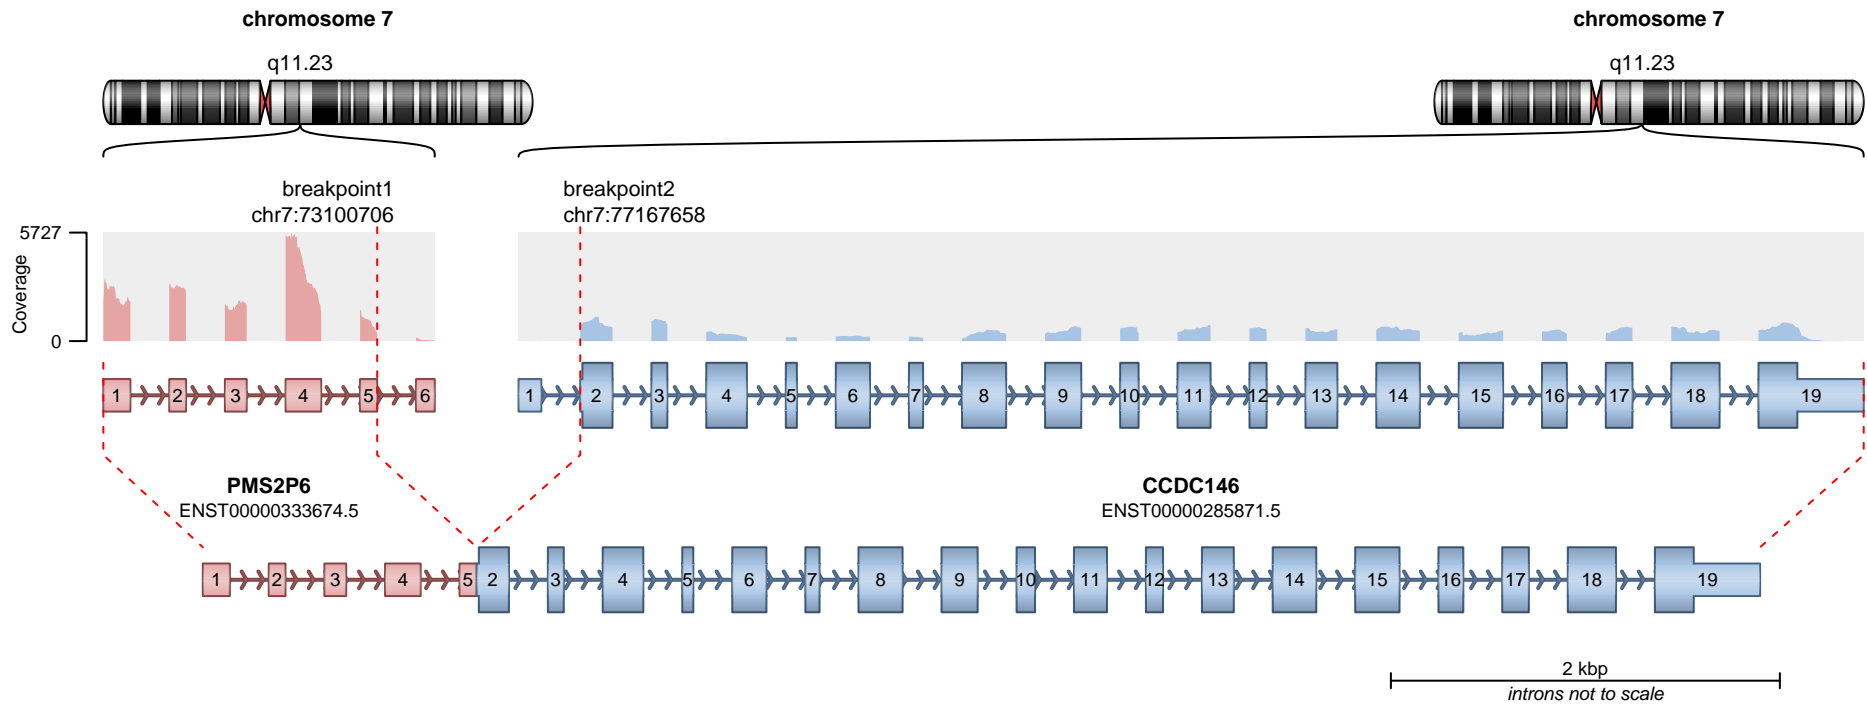 chromosome 7
chromosome 7
q11.23
q11.23
breakpoint1
chr7:73100706
breakpoint2
chr7:77167658
5727
Coverage
0
1 2 3 4 5 6
1 2 3 4 5 6 7 8 9 10 11 12 13 14 15 16 17 18 19
PMS2P6
ENST00000333674.5
CCDC146
ENST00000285871.5
1 2 3 4 5 2 3 4 5 6 7 8 9 10 11 12 13 14 15 16 17 18 19
2 kbp
introns not to scale